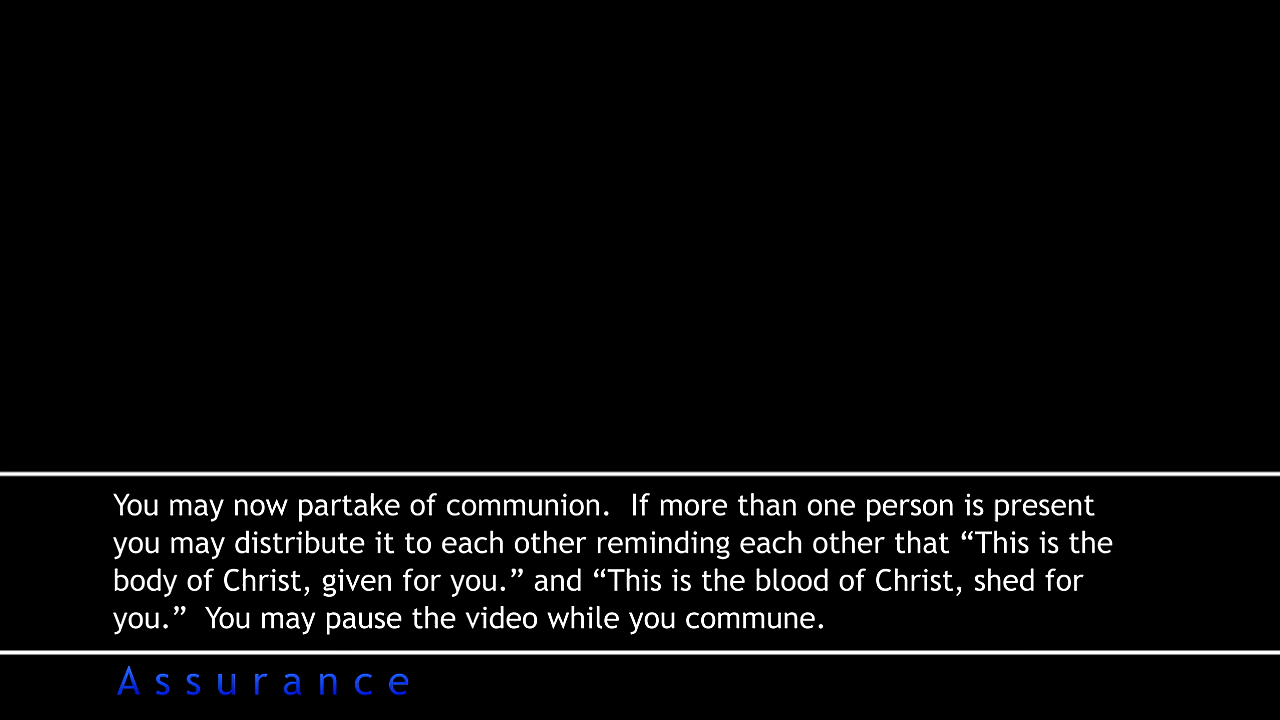 You may now partake of communion.  If more than one person is present
you may distribute it to each other reminding each other that “This is the
body of Christ, given for you.” and “This is the blood of Christ, shed for
you.”  You may pause the video while you commune.
Assurance